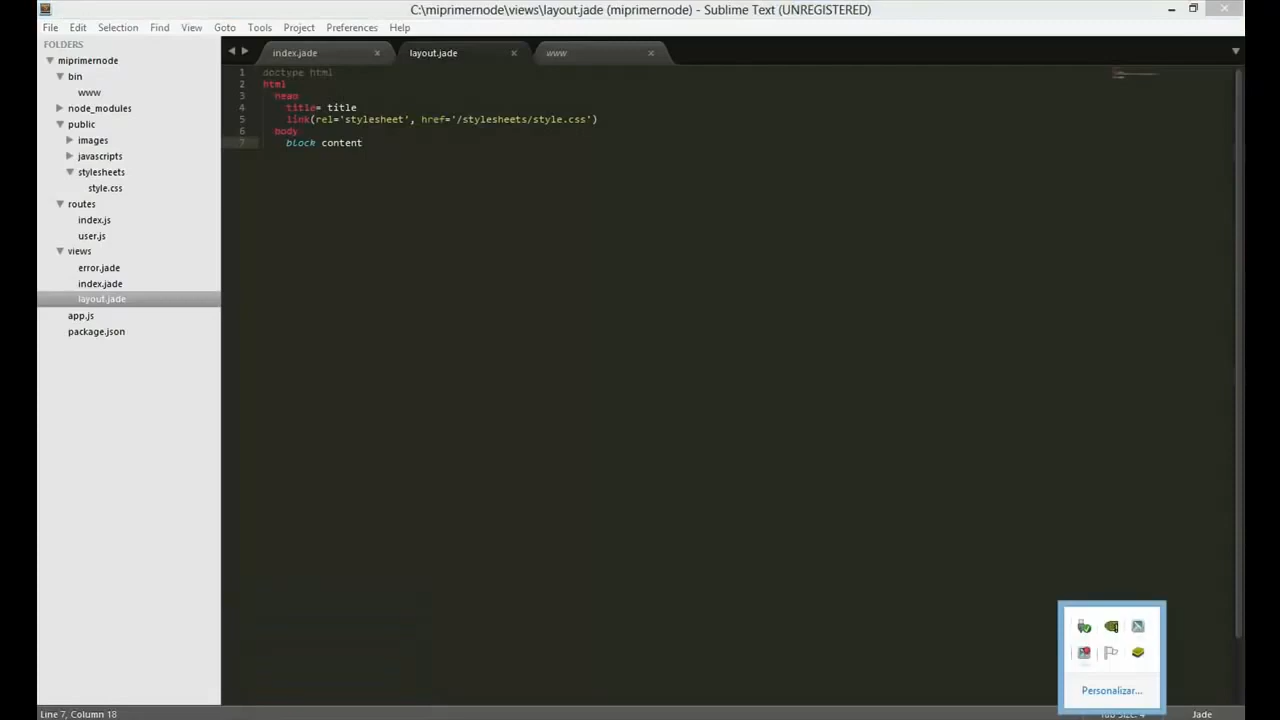 C:\miprimernode\views\layout.jade (miprimernode) - Sublime Text (UNREGISTERED)
File Edit Selection Find View Goto Tools Project Preferences Help
FOLDERS
miprimernode
bin
www
node_modules
public
images
javascripts
stylesheets
style.css
routes
index.js
user.js
views
error.jade
index.jade
layout.jade
app.js
package.json
index.jade × layout.jade × www ×
1 doctype html
2 html
3 head
4 title= title
5 link(rel='stylesheet', href='/stylesheets/style.css')
6 body
7 block content
Personalizar...
Line 7, Column 18 Tab Size: 4 Jade